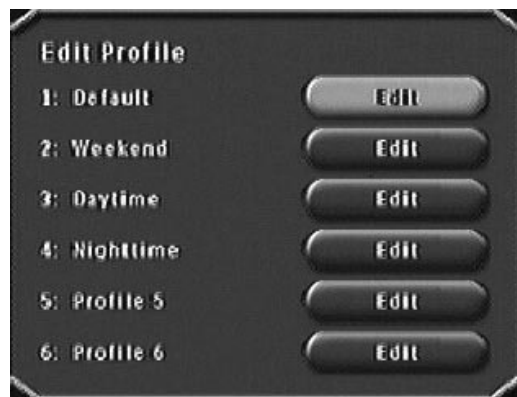 Edit Profile
1: Default Edit
2: Weekend Edit
3: Daytime Edit
4: Nighttime Edit
5: Profile 5 Edit
6: Profile 6 Edit